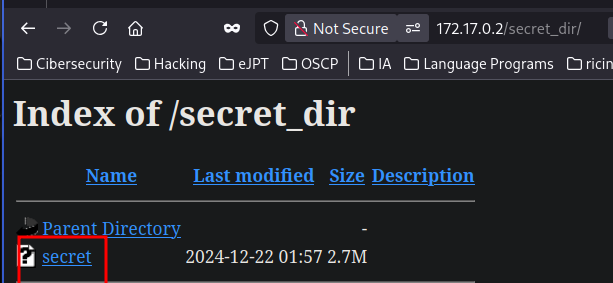 Not Secure 172.17.0.2/secret_dir/
Cibersecurity Hacking eJPT OSCP IA Language Programs ricin
Index of /secret_dir
Name Last modified Size Description
Parent Directory -
secret 2024-12-22 01:57 2.7M